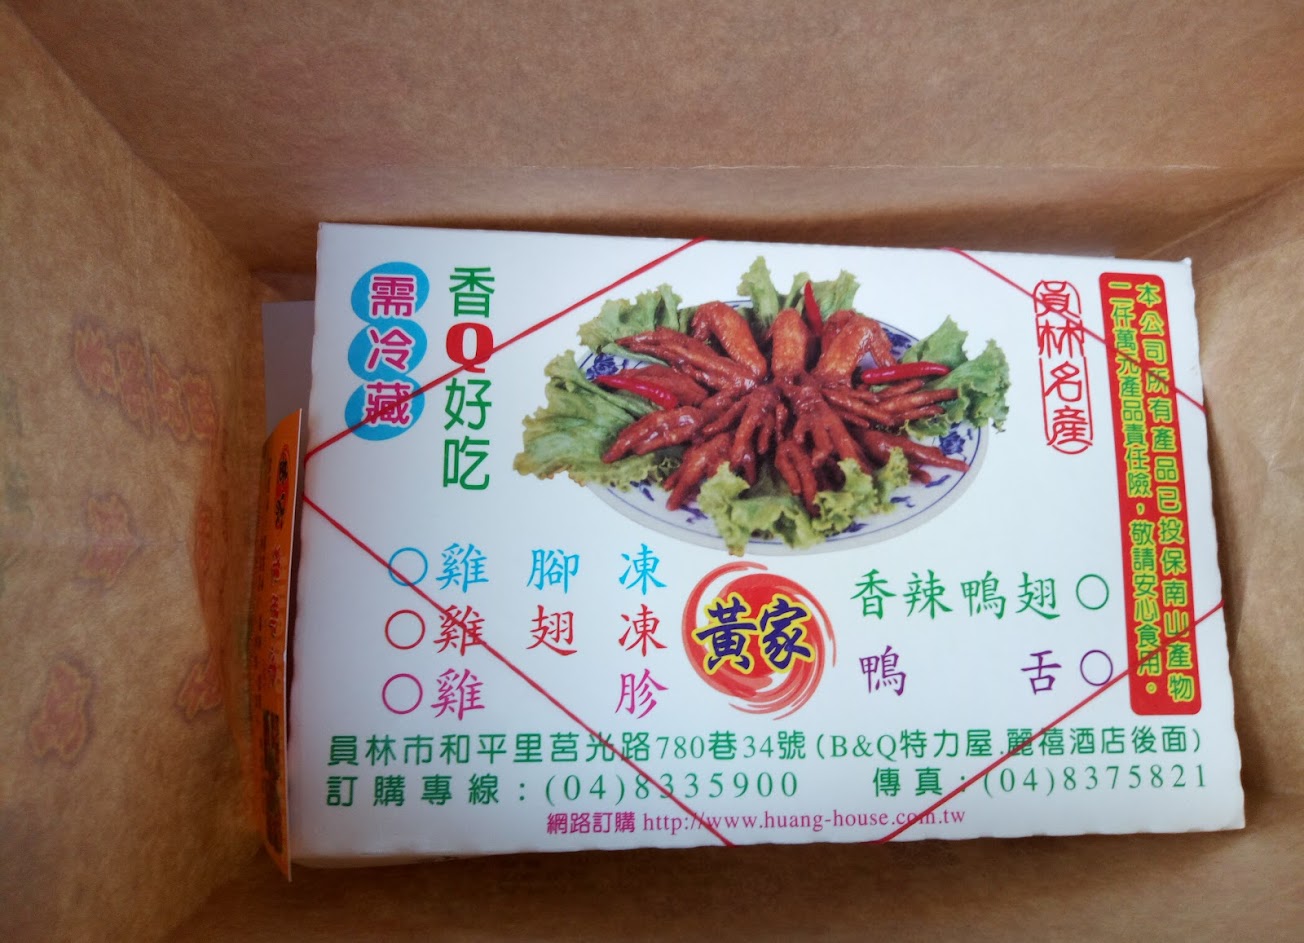 需冷藏
香Q好吃
員林名產
本公司所有產品已投保南山產物
二仟萬元產品責任險，敬請安心食用。
○雞腳凍
○雞翅凍
○雞胗
黃家
香辣鴨翅○
鴨舌○
員林市和平里莒光路780巷34號(B&Q特力屋.麗禧酒店後面)
訂購專線:(04)8335900 傳真:(04)8375821
網路訂購 http://www.huang-house.com.tw